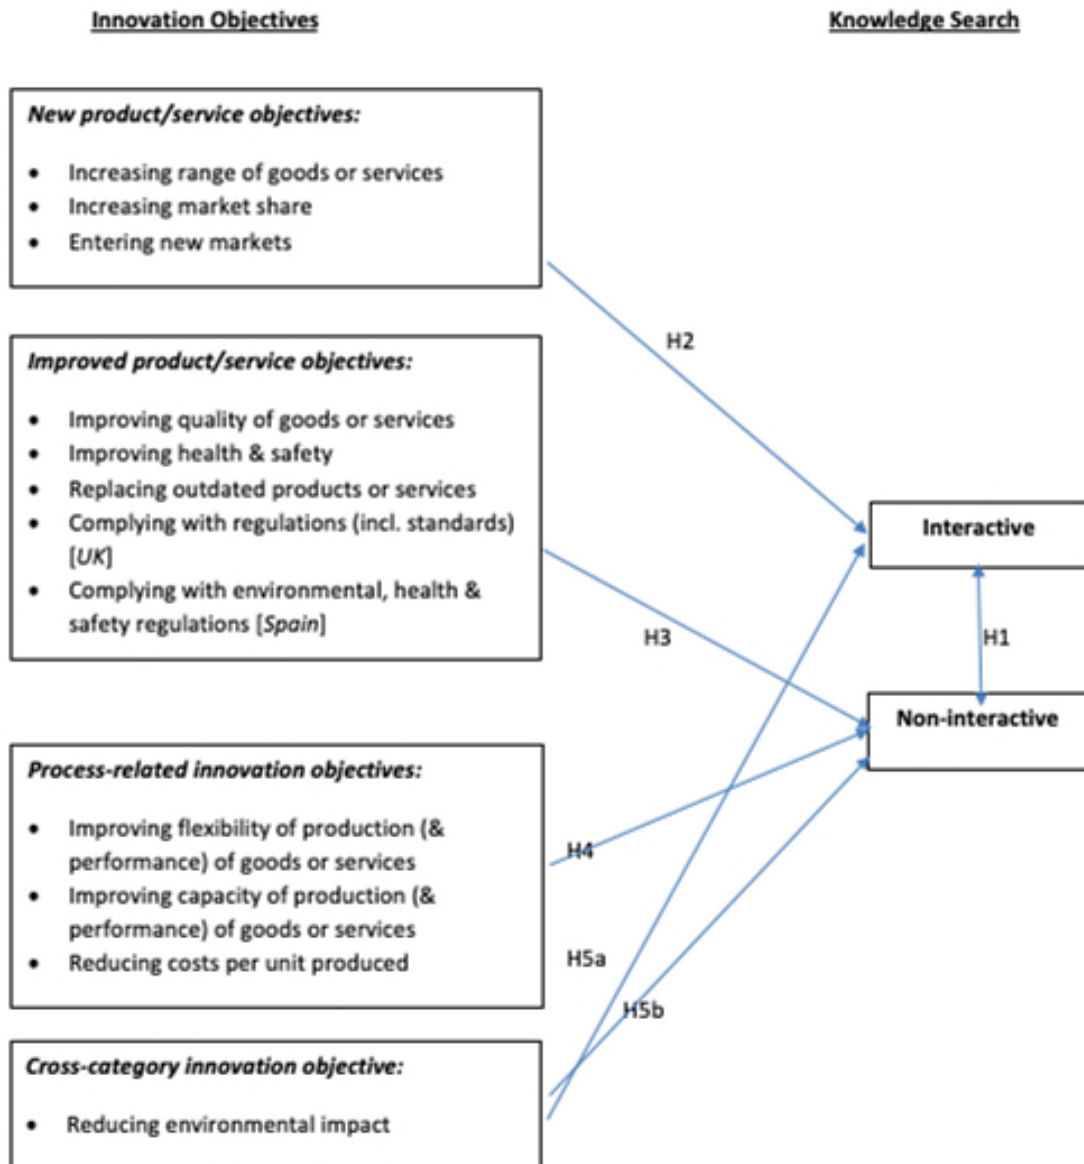 Innovation Objectives
Knowledge Search
New product/service objectives:
• Increasing range of goods or services
• Increasing market share
• Entering new markets
H2
Improved product/service objectives:
• Improving quality of goods or services
• Improving health & safety
• Replacing outdated products or services
• Complying with regulations (incl. standards)
[UK]
• Complying with environmental, health &
safety regulations [Spain]
Interactive
H3
H1
Non-interactive
Process-related innovation objectives:
• Improving flexibility of production (&
performance) of goods or services
• Improving capacity of production (&
performance) of goods or services
• Reducing costs per unit produced
H4
H5a
H5b
Cross-category innovation objective:
• Reducing environmental impact